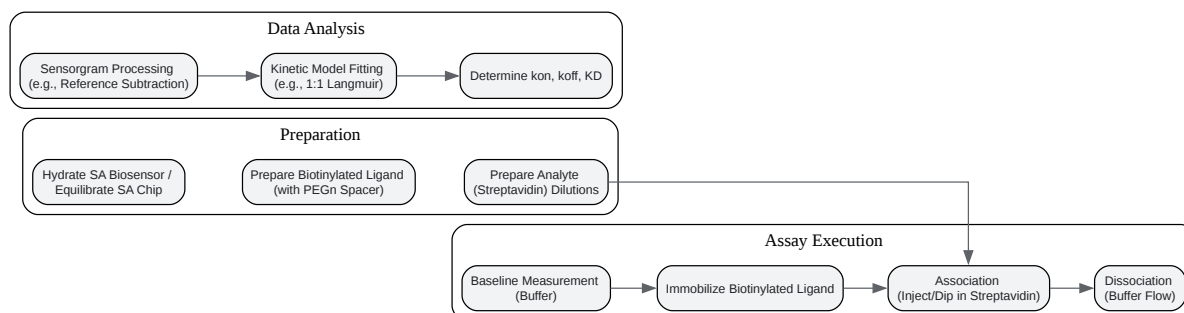 Data Analysis
Sensorgram Processing
(e.g., Reference Subtraction)
Kinetic Model Fitting
(e.g., 1:1 Langmuir)
Determine kon, koff, KD
Preparation
Hydrate SA Biosensor /
Equilibrate SA Chip
Prepare Biotinylated Ligand
(with PEGn Spacer)
Prepare Analyte
(Streptavidin) Dilutions
Assay Execution
Baseline Measurement
(Buffer)
Immobilize Biotinylated Ligand
Association
(Inject/Dip in Streptavidin)
Dissociation
(Buffer Flow)